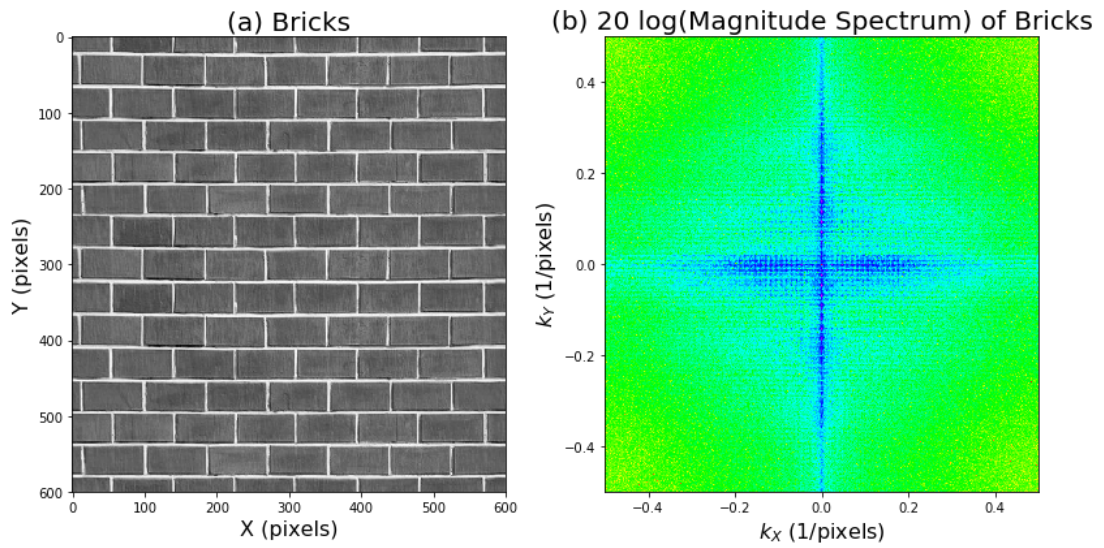 (a) Bricks
0
100
200
300
400
500
600
Y (pixels)
0 100 200 300 400 500 600
X (pixels)
(b) 20 log(Magnitude Spectrum) of Bricks
0.4
0.2
0.0
−0.2
−0.4
k_Y (1/pixels)
−0.4 −0.2 0.0 0.2 0.4
k_X (1/pixels)